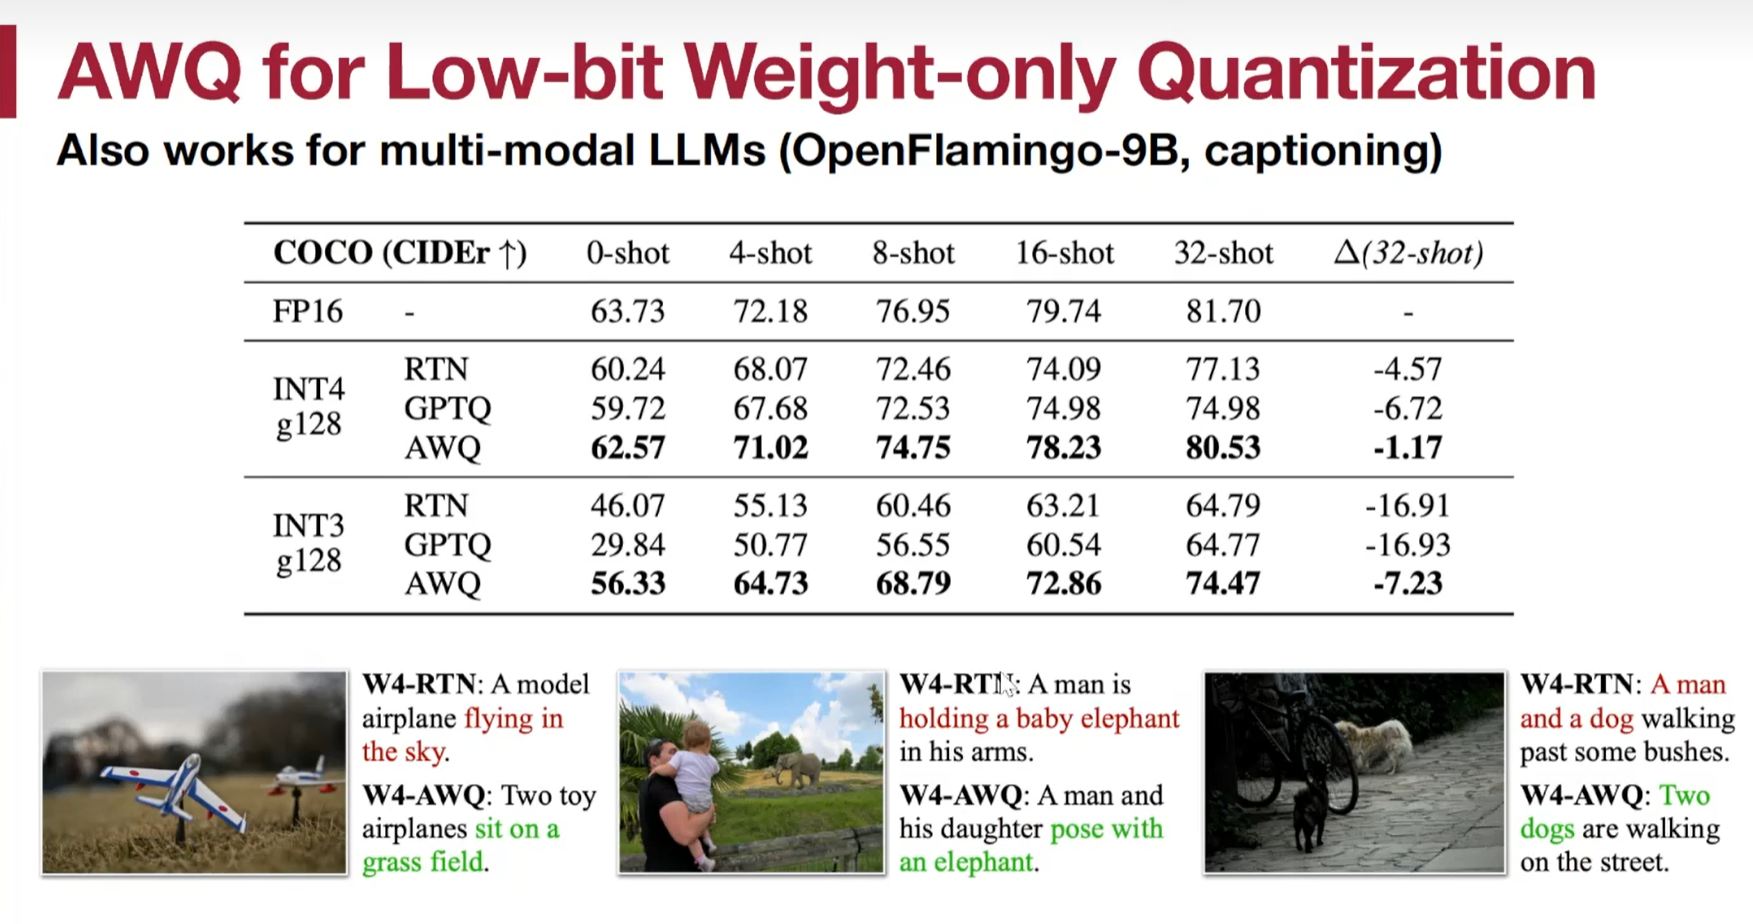 AWQ for Low-bit Weight-only Quantization
Also works for multi-modal LLMs (OpenFlamingo-9B, captioning)
COCO (CIDEr ↑) 0-shot 4-shot 8-shot 16-shot 32-shot Δ(32-shot)
FP16 - 63.73 72.18 76.95 79.74 81.70 -
INT4 g128
RTN 60.24 68.07 72.46 74.09 77.13 -4.57
GPTQ 59.72 67.68 72.53 74.98 74.98 -6.72
AWQ 62.57 71.02 74.75 78.23 80.53 -1.17
INT3 g128
RTN 46.07 55.13 60.46 63.21 64.79 -16.91
GPTQ 29.84 50.77 56.55 60.54 64.77 -16.93
AWQ 56.33 64.73 68.79 72.86 74.47 -7.23
W4-RTN: A model
airplane flying in
the sky.
W4-AWQ: Two toy
airplanes sit on a
grass field.
W4-RTN: A man is
holding a baby elephant
in his arms.
W4-AWQ: A man and
his daughter pose with
an elephant.
W4-RTN: A man
and a dog walking
past some bushes.
W4-AWQ: Two
dogs are walking
on the street.